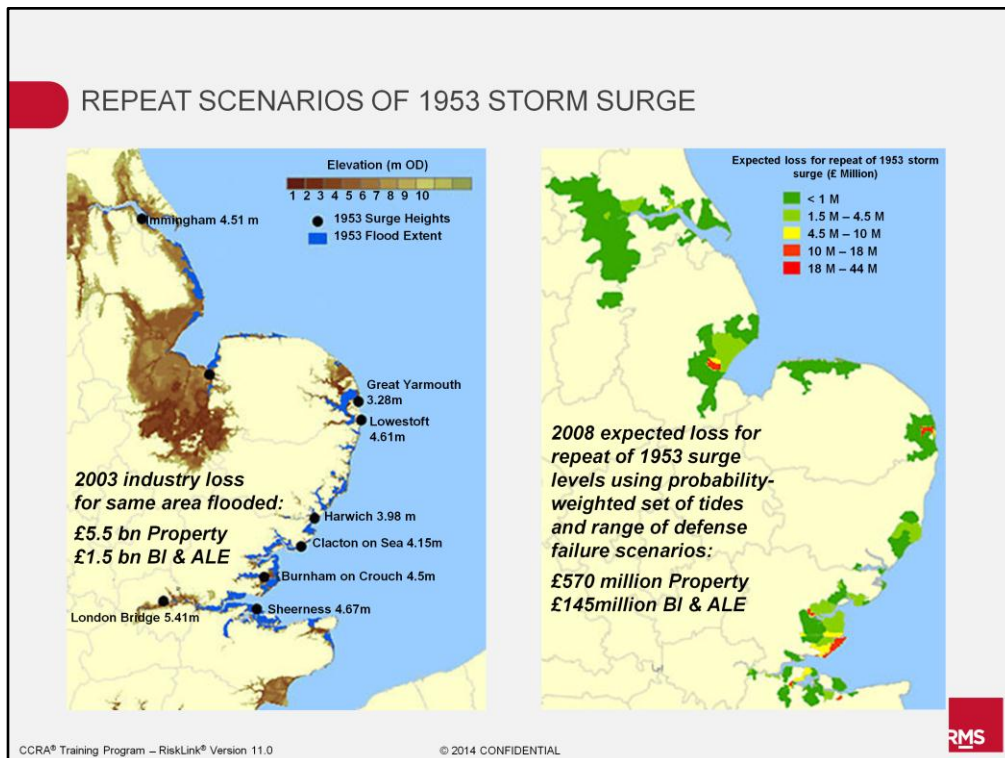 REPEAT SCENARIOS OF 1953 STORM SURGE
Elevation (m OD)
1 2 3 4 5 6 7 8 9 10
1953 Surge Heights
1953 Flood Extent
Immingham 4.51 m
Great Yarmouth
3.28m
Lowestoft
4.61m
2003 industry loss
for same area flooded:
£5.5 bn Property
£1.5 bn BI & ALE
Harwich 3.98 m
Clacton on Sea 4.15m
Burnham on Crouch 4.5m
London Bridge 5.41m
Sheerness 4.67m
Expected loss for repeat of 1953 storm
surge (£ Million)
< 1 M
1.5 M – 4.5 M
4.5 M – 10 M
10 M – 18 M
18 M – 44 M
2008 expected loss for
repeat of 1953 surge
levels using probability-
weighted set of tides
and range of defense
failure scenarios:
£570 million Property
£145million BI & ALE
CCRA® Training Program – RiskLink® Version 11.0
© 2014 CONFIDENTIAL
RMS